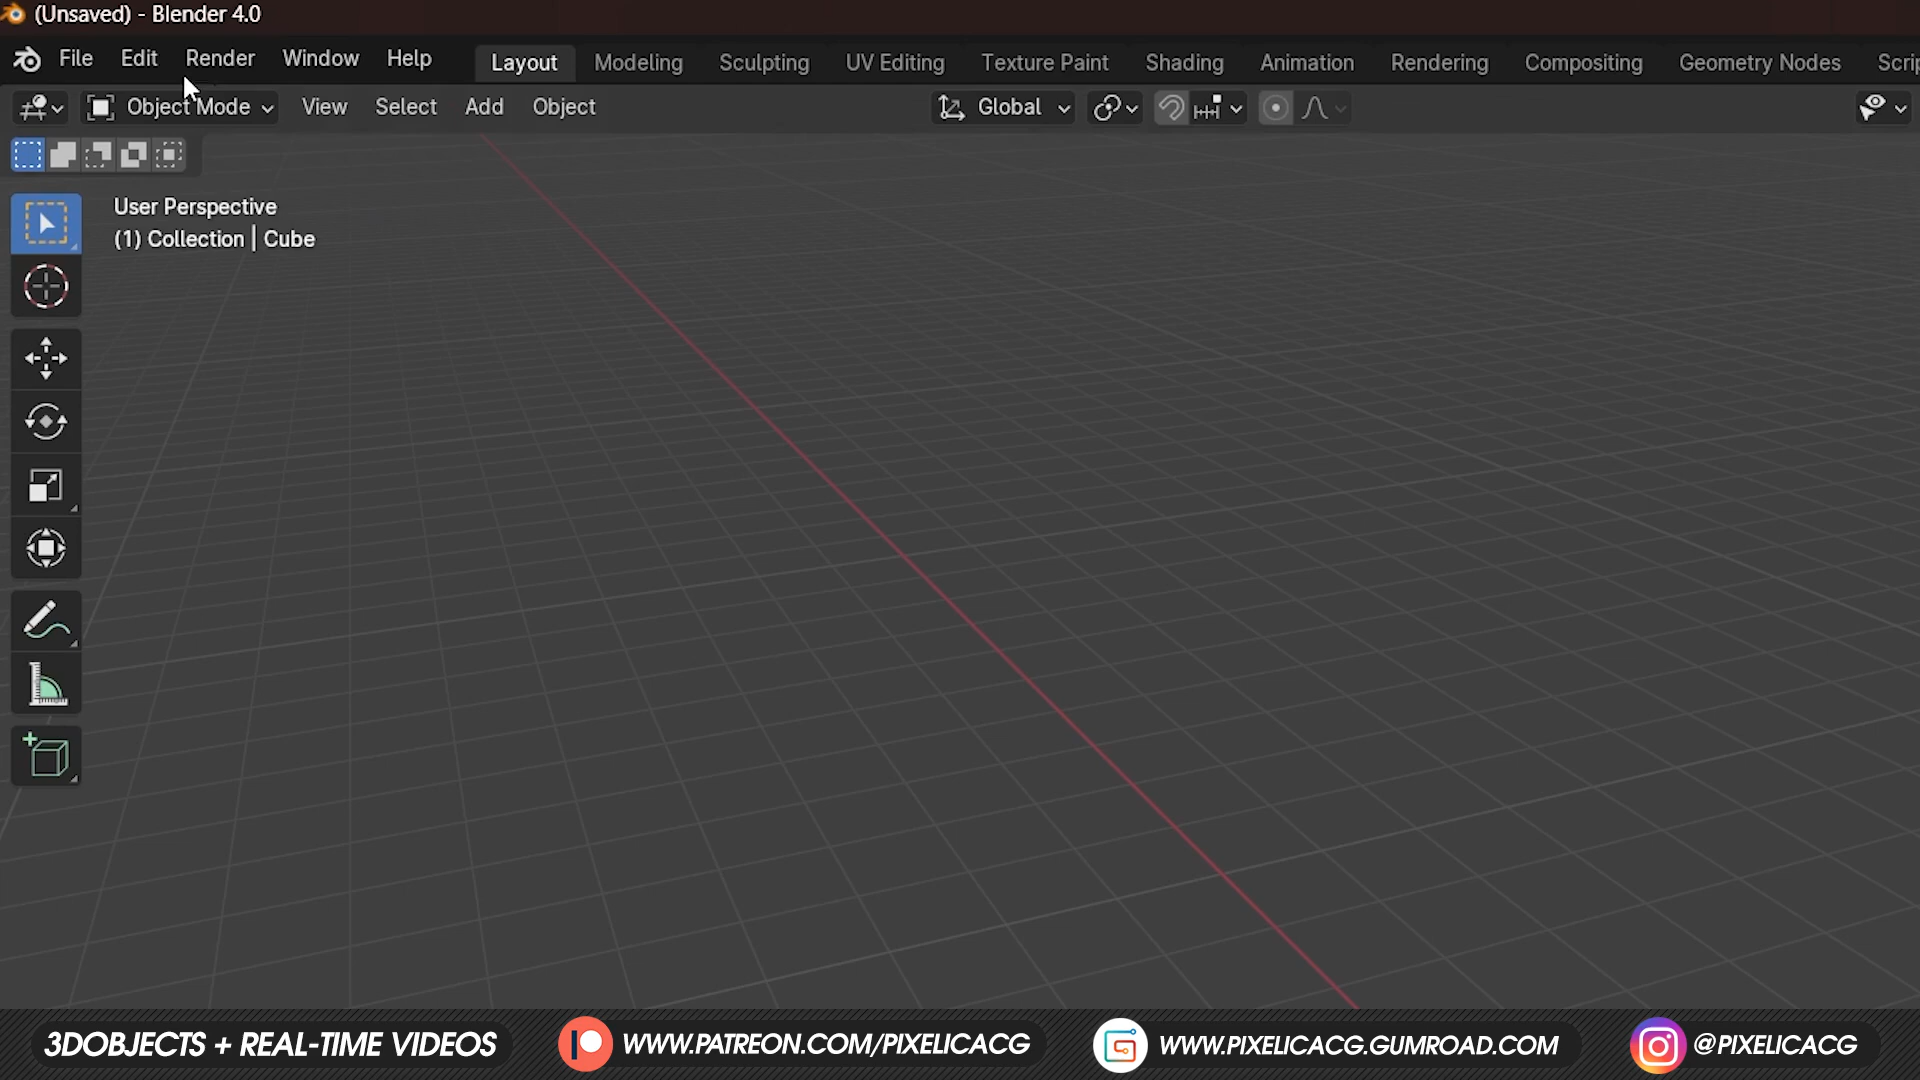 (Unsaved) - Blender 4.0
File Edit Render Window Help Layout Modeling Sculpting UV Editing Texture Paint Shading Animation Rendering Compositing Geometry Nodes Scrip
Object Mode View Select Add Object Global
User Perspective
(1) Collection | Cube
3DOBJECTS + REAL-TIME VIDEOS WWW.PATREON.COM/PIXELICACG WWW.PIXELICACG.GUMROAD.COM @PIXELICACG